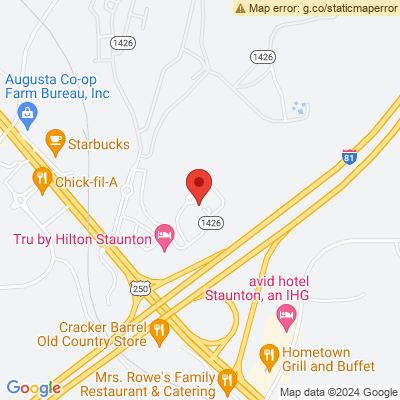 Map error: g.co/staticmaperror
1426
1426
Augusta Co-op
Farm Bureau, Inc
Starbucks
81
Chick-fil-A
1426
Tru by Hilton Staunton
250
avid hotel
Staunton, an IHG
Cracker Barrel
Old Country Store
Hometown
Grill and Buffet
Mrs. Rowe's Family
Restaurant & Catering
Google
Map data ©2024 Google